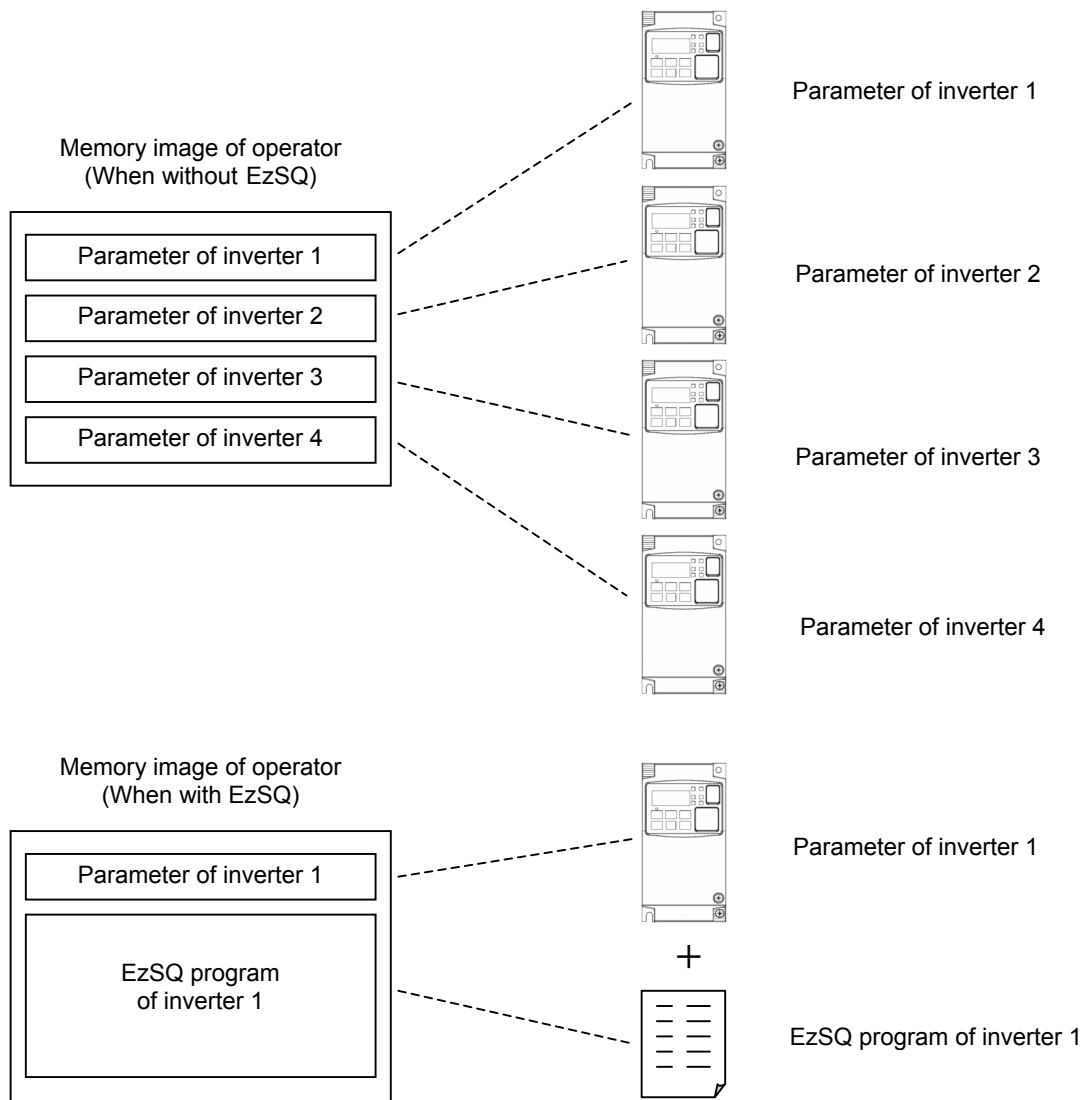 Memory image of operator
(When without EzSQ)
Parameter of inverter 1
Parameter of inverter 2
Parameter of inverter 3
Parameter of inverter 4
Parameter of inverter 1
Parameter of inverter 2
Parameter of inverter 3
Parameter of inverter 4
Memory image of operator
(When with EzSQ)
Parameter of inverter 1
EzSQ program
of inverter 1
Parameter of inverter 1
+
EzSQ program of inverter 1